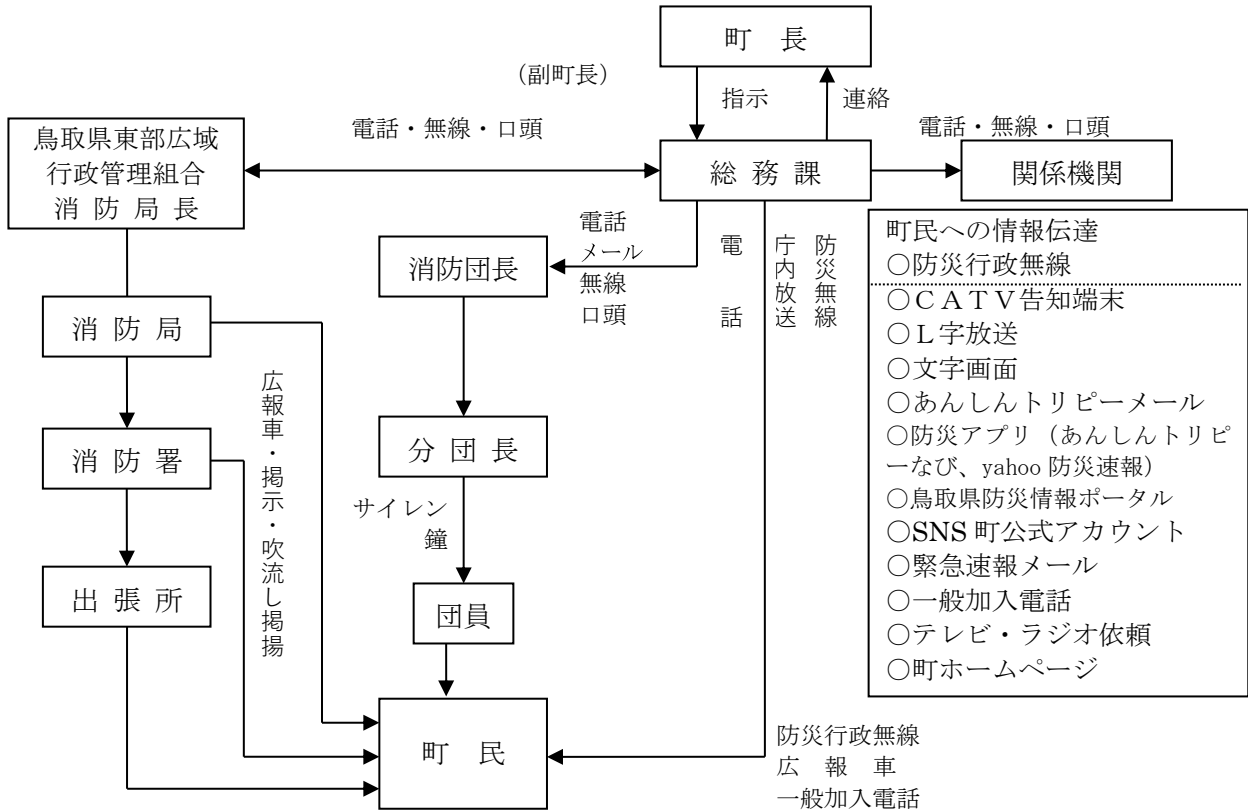 町　長
（副町長）
指示
連絡
電話・無線・口頭
電話・無線・口頭
鳥取県東部広域
行政管理組合
消 防 局 長
総 務 課
関係機関
電話
メール
無線
口頭
電　話
庁内放送
防災無線
消防団長
町民への情報伝達
○防災行政無線
○ＣＡＴＶ告知端末
○Ｌ字放送
○文字画面
○あんしんトリピーメール
○防災アプリ（あんしんトリピ
ーなび、yahoo 防災速報）
○鳥取県防災情報ポータル
○SNS 町公式アカウント
○緊急速報メール
○一般加入電話
○テレビ・ラジオ依頼
○町ホームページ
消 防 局
広報車・掲示・吹流し掲揚
消 防 署
分 団 長
サイレン
鐘
出 張 所
団員
町　民
防災行政無線
広　報　車
一般加入電話